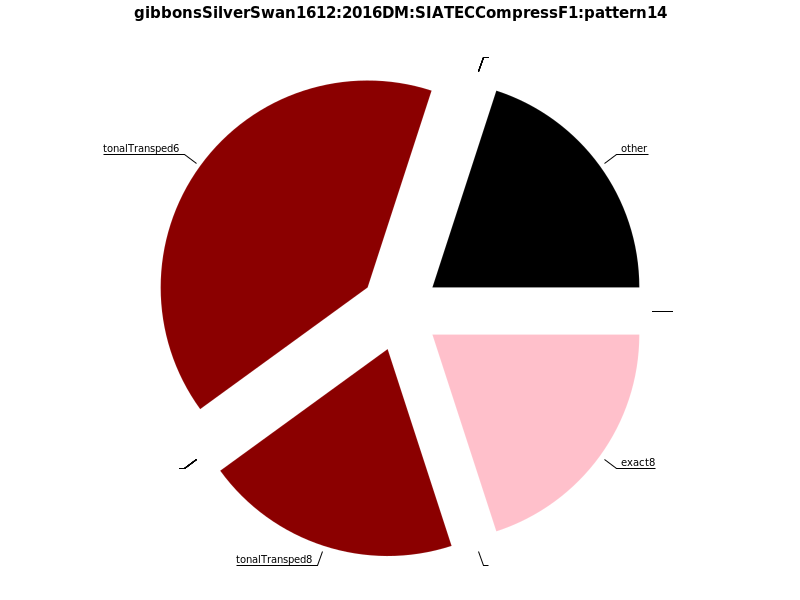 gibbonsSilverSwan1612:2016DM:SIATECCompressF1:pattern14
tonalTransped6
other
exact8
tonalTransped8